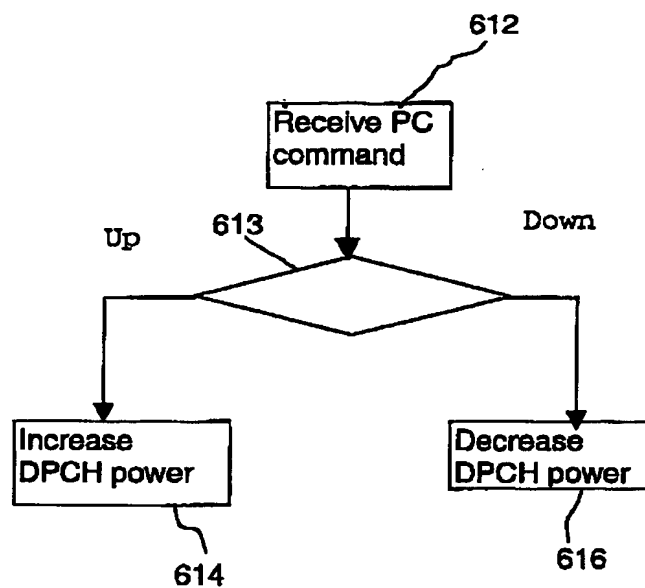 612
Receive PC
command
613
Up
Down
Increase
DPCH power
Decrease
DPCH power
614
616